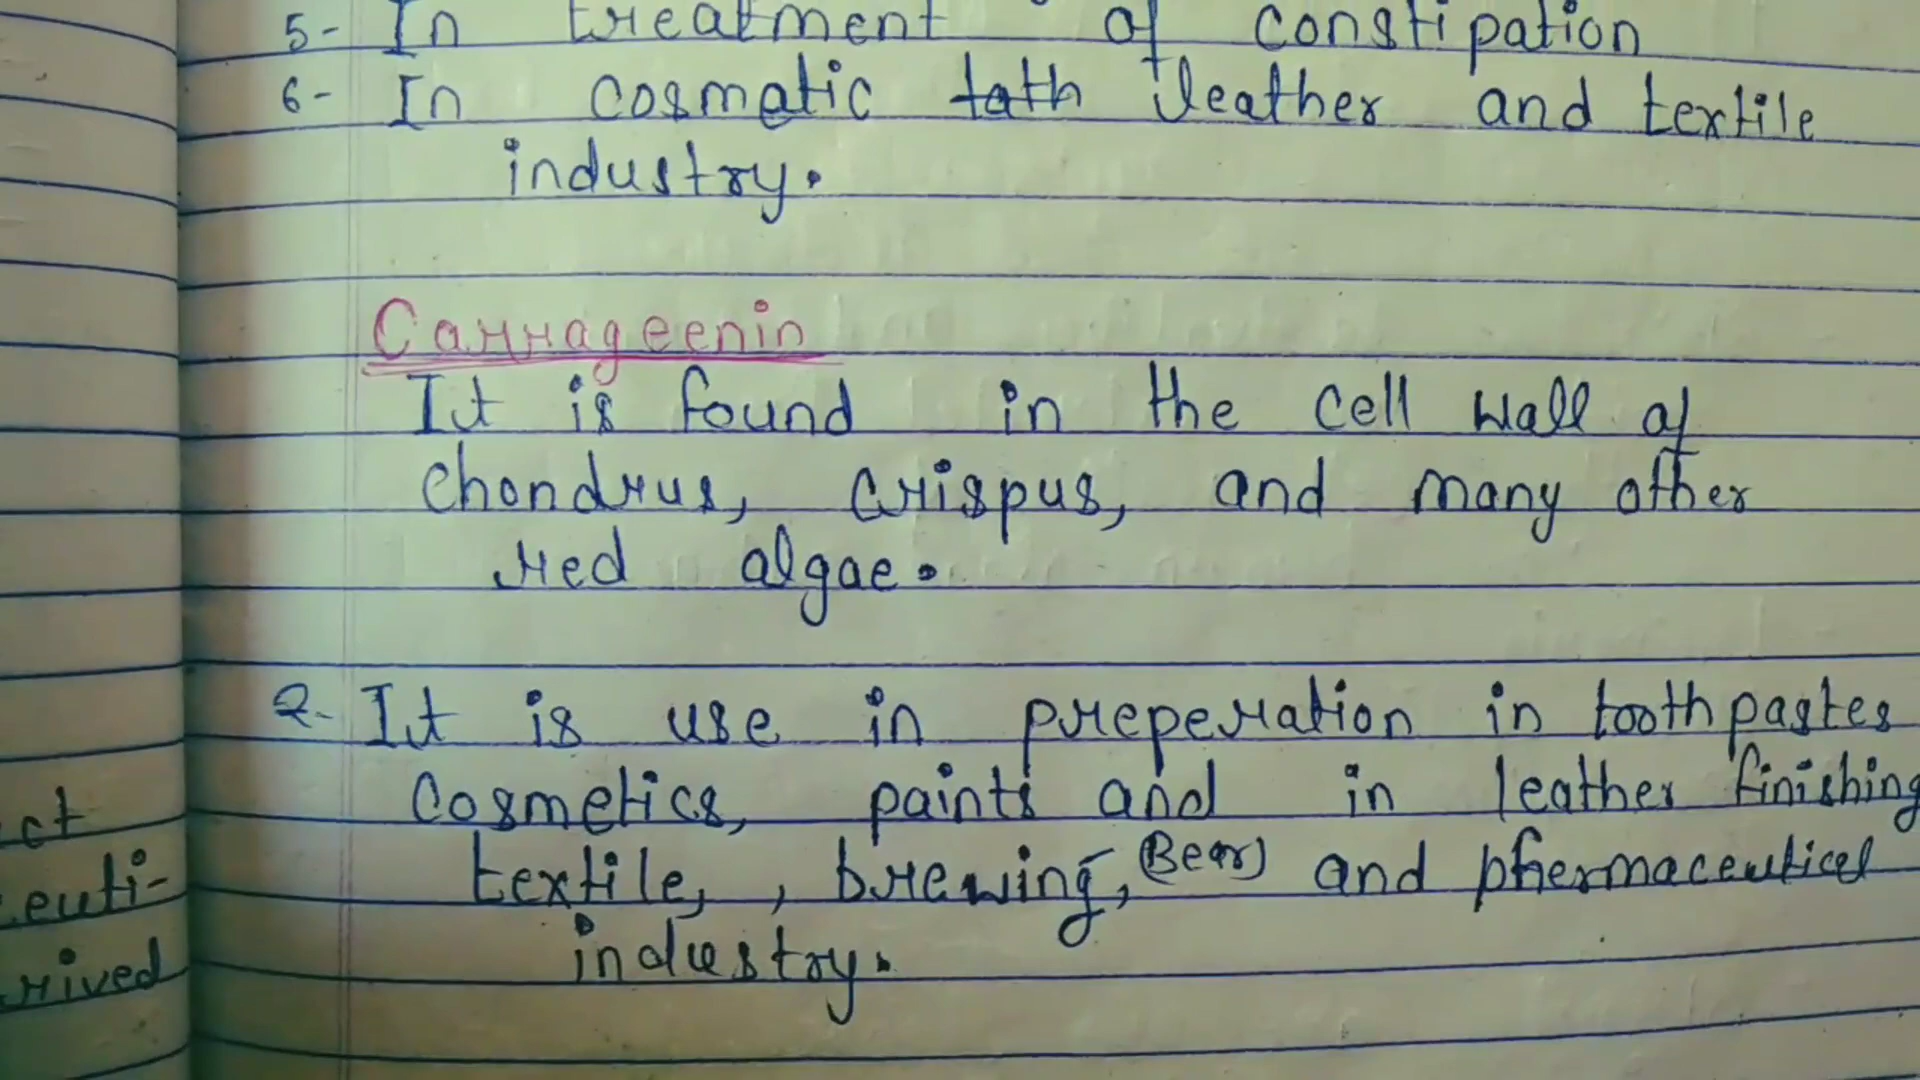 5- In treatment of constipation
6- In cosmatic tath leather and textile
industry.
Carrageenin
It is found in the cell wall of
chondrus, crispus, and many other
red algae.
2- It is use in preperation in toothpastes
Cosmetics, paints and in leather finishing
textile, , brewing, (Bear) and phermaceutical
industry.
ct
euti-
rived